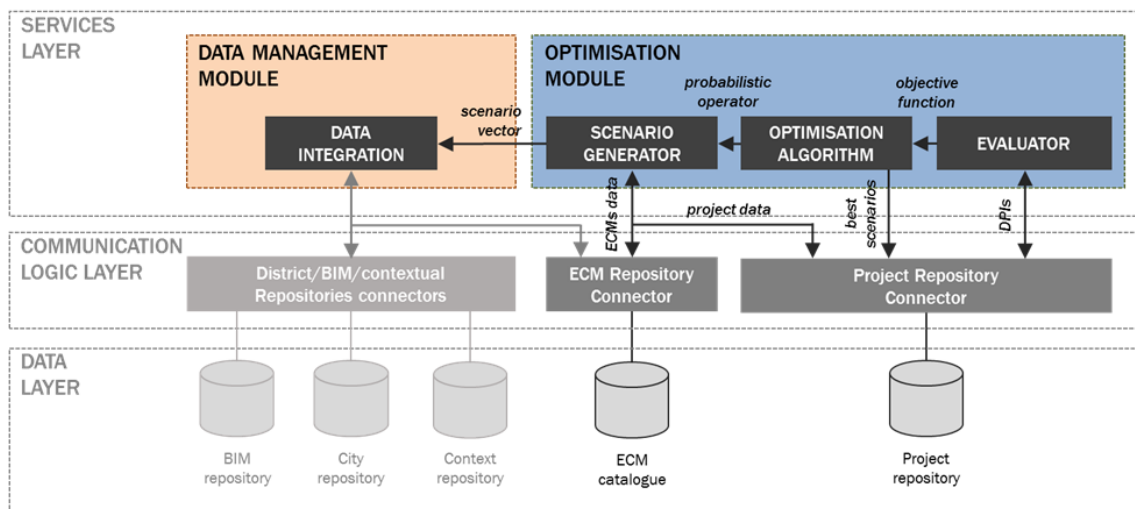 SERVICES
LAYER
DATA MANAGEMENT
MODULE
OPTIMISATION
MODULE
scenario
vector
probabilistic
operator
objective
function
DATA
INTEGRATION
SCENARIO
GENERATOR
OPTIMISATION
ALGORITHM
EVALUATOR
ECMs data
project data
best
scenarios
DPIs
COMMUNICATION
LOGIC LAYER
District/BIM/contextual
Repositories connectors
ECM Repository
Connector
Project Repository
Connector
DATA
LAYER
BIM
repository
City
repository
Context
repository
ECM
catalogue
Project
repository